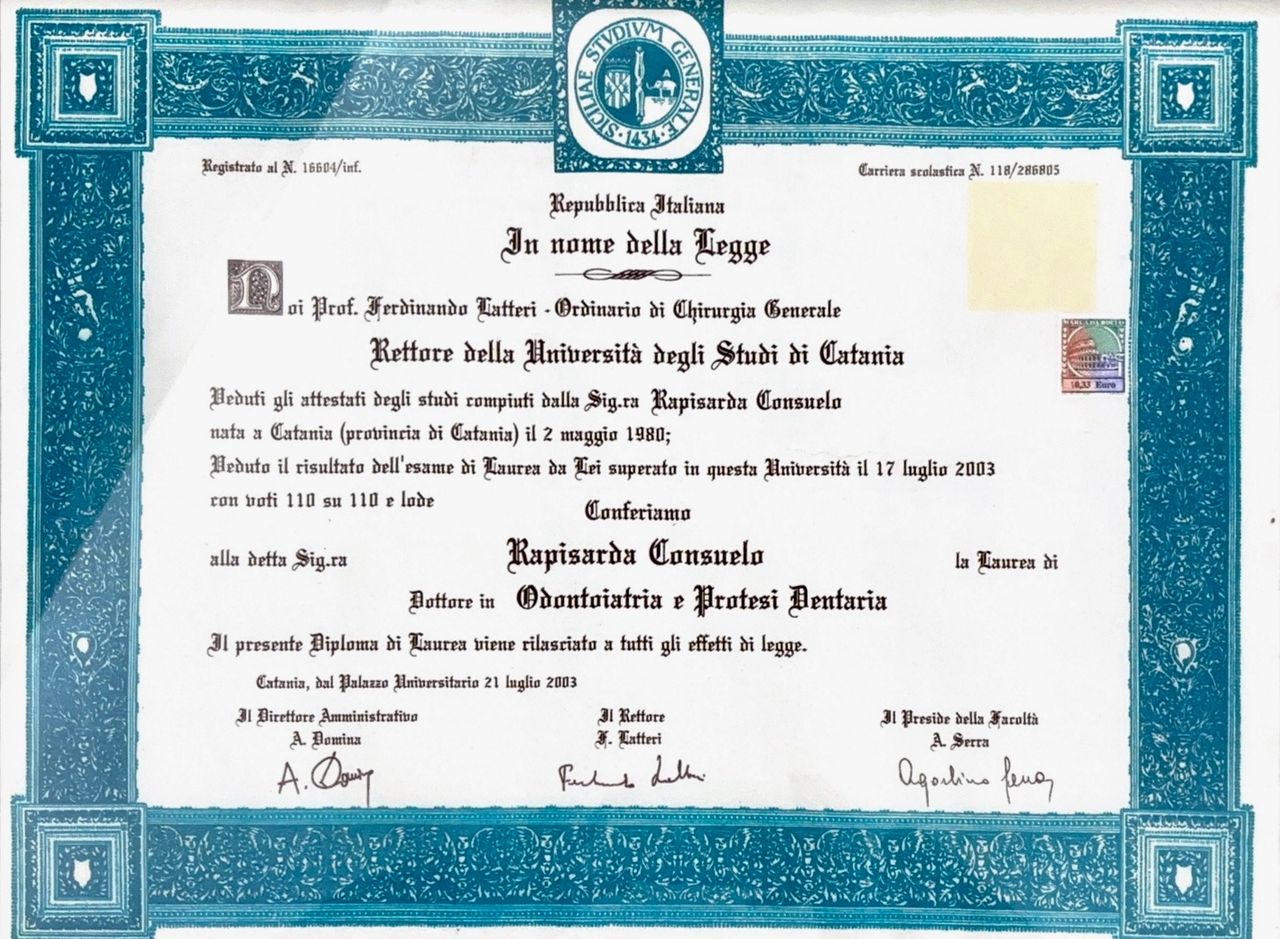 SICILIAE STVDIVM GENERALE
·1434·
Registrato al N. 16604/inf.
Carriera scolastica N. 118/286805
Repubblica Italiana
In nome della Legge
Noi Prof. Ferdinando Latteri - Ordinario di Chirurgia Generale
MARCA DA BOLLO
10,33 Euro
Rettore della Università degli Studi di Catania
Veduti gli attestati degli studi compiuti dalla Sig.ra Rapisarda Consuelo
nata a Catania (provincia di Catania) il 2 maggio 1980;
Veduto il risultato dell'esame di Laurea da Lei superato in questa Università il 17 luglio 2003
con voti 110 su 110 e lode
Conferiamo
alla detta Sig.ra Rapisarda Consuelo la Laurea di
Dottore in Odontoiatria e Protesi Dentaria
Il presente Diploma di Laurea viene rilasciato a tutti gli effetti di legge.
Catania, dal Palazzo Universitario 21 luglio 2003
Il Direttore Amministrativo
A. Domina
Il Rettore
F. Latteri
Il Preside della Facoltà
A. Serra